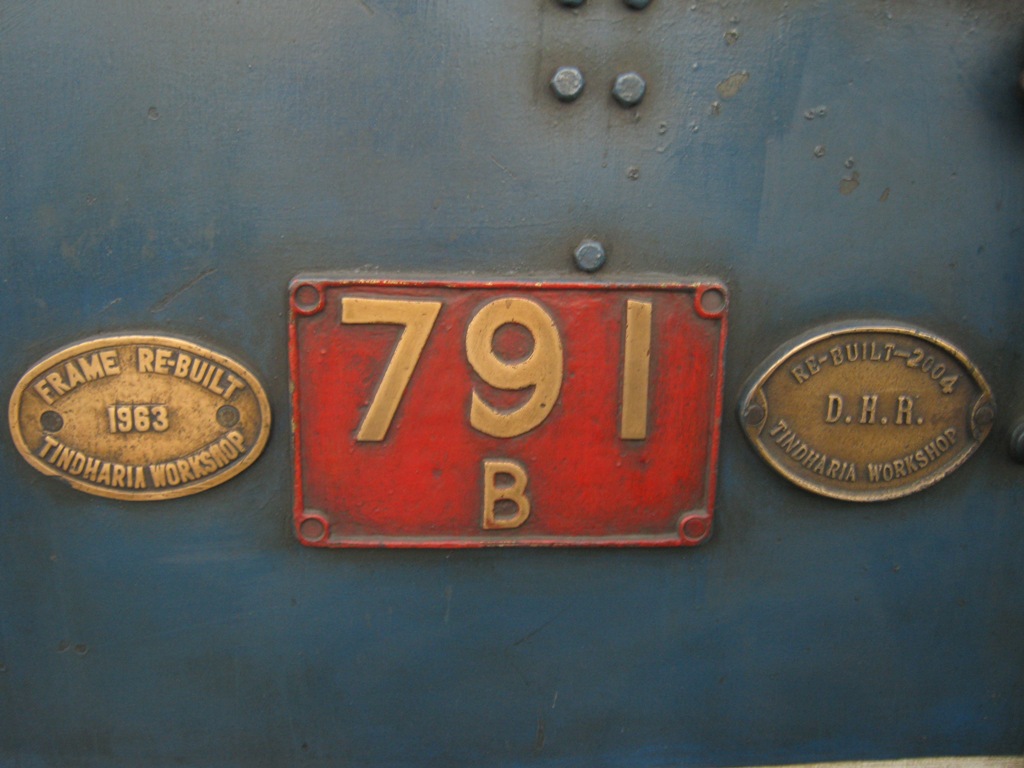 FRAME RE-BUILT
1963
TINDHARIA WORKSHOP
791
B
RE-BUILT-2004
D.H.R.
TINDHARIA WORKSHOP